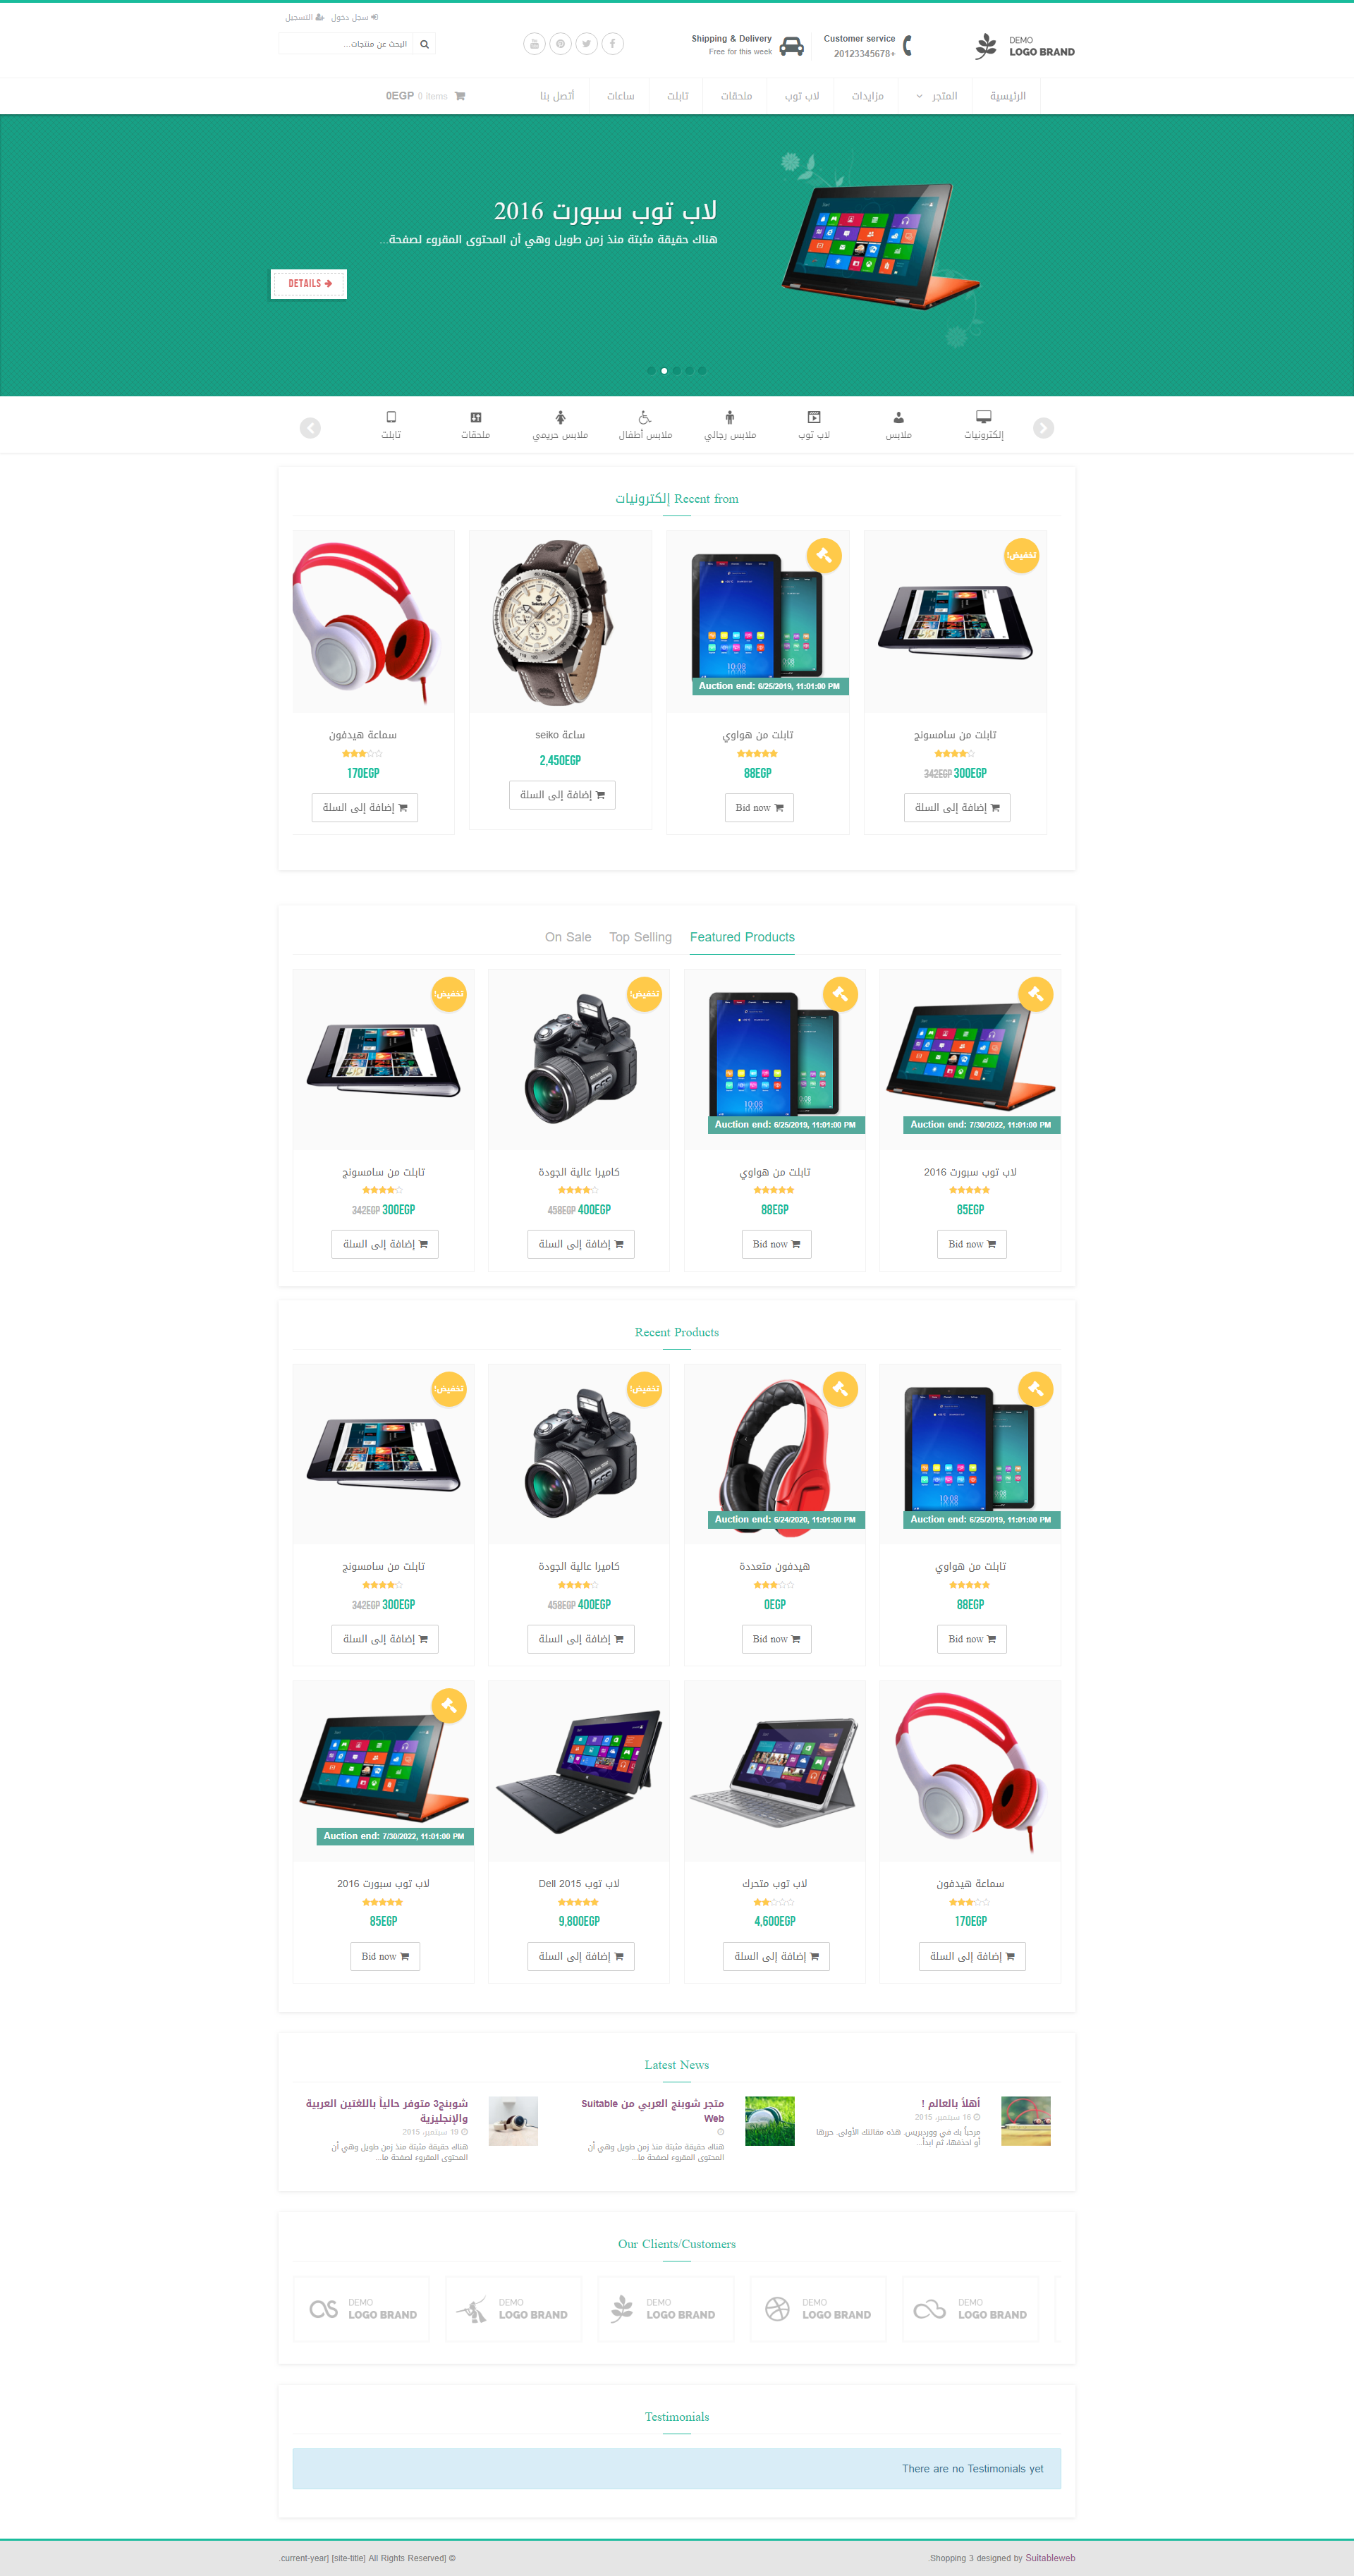 سجل دخول التسجيل
DEMO
LOGO BRAND
Customer service
+20123345678
Shipping & Delivery
Free for this week
البحث عن منتجات...
الرئيسية المتجر مزايدات لاب توب ملحقات تابلت ساعات أتصل بنا 0 items 0EGP
لاب توب سبورت 2016
هناك حقيقة مثبتة منذ زمن طويل وهي أن المحتوى المقروء لصفحة...
DETAILS
إلكترونيات ملابس لاب توب ملابس رجالي ملابس أطفال ملابس حريمي ملحقات تابلت
Recent from إلكترونيات
تخفيض!
Auction end: 6/25/2019, 11:01:00 PM
تابلت من سامسونج تابلت من هواوي ساعة seiko سماعة هيدفون
342EGP 300EGP 88EGP 2,450EGP 170EGP
إضافة إلى السلة Bid now إضافة إلى السلة إضافة إلى السلة
Featured Products Top Selling On Sale
تخفيض! تخفيض!
Auction end: 7/30/2022, 11:01:00 PM
Auction end: 6/25/2019, 11:01:00 PM
لاب توب سبورت 2016 تابلت من هواوي كاميرا عالية الجودة تابلت من سامسونج
85EGP 88EGP 458EGP 400EGP 342EGP 300EGP
Bid now Bid now إضافة إلى السلة إضافة إلى السلة
Recent Products
تخفيض! تخفيض!
Auction end: 6/25/2019, 11:01:00 PM
Auction end: 6/24/2020, 11:01:00 PM
تابلت من هواوي هيدفون متعددة كاميرا عالية الجودة تابلت من سامسونج
88EGP 0EGP 458EGP 400EGP 342EGP 300EGP
Bid now Bid now إضافة إلى السلة إضافة إلى السلة
Auction end: 7/30/2022, 11:01:00 PM
سماعة هيدفون لاب توب متحرك لاب توب Dell 2015 لاب توب سبورت 2016
170EGP 4,600EGP 9,800EGP 85EGP
إضافة إلى السلة إضافة إلى السلة إضافة إلى السلة Bid now
Latest News
أهلاً بالعالم !
16 سبتمبر، 2015
مرحباً بك في ووردبريس. هذه مقالتك الأولى. حررها
أو احذفها، ثم ابدأ...
متجر شوبنج العربي من Suitable
Web
هناك حقيقة مثبتة منذ زمن طويل وهي أن
المحتوى المقروء لصفحة ما...
شوبنج3 متوفر حالياً باللغتين العربية
والإنجليزية
19 سبتمبر، 2015
هناك حقيقة مثبتة منذ زمن طويل وهي أن
المحتوى المقروء لصفحة ما...
Our Clients/Customers
DEMO DEMO DEMO DEMO DEMO
LOGO BRAND LOGO BRAND LOGO BRAND LOGO BRAND LOGO BRAND
Testimonials
There are no Testimonials yet
.Shopping 3 designed by Suitableweb
.current-year] [site-title] All Rights Reserved] ©